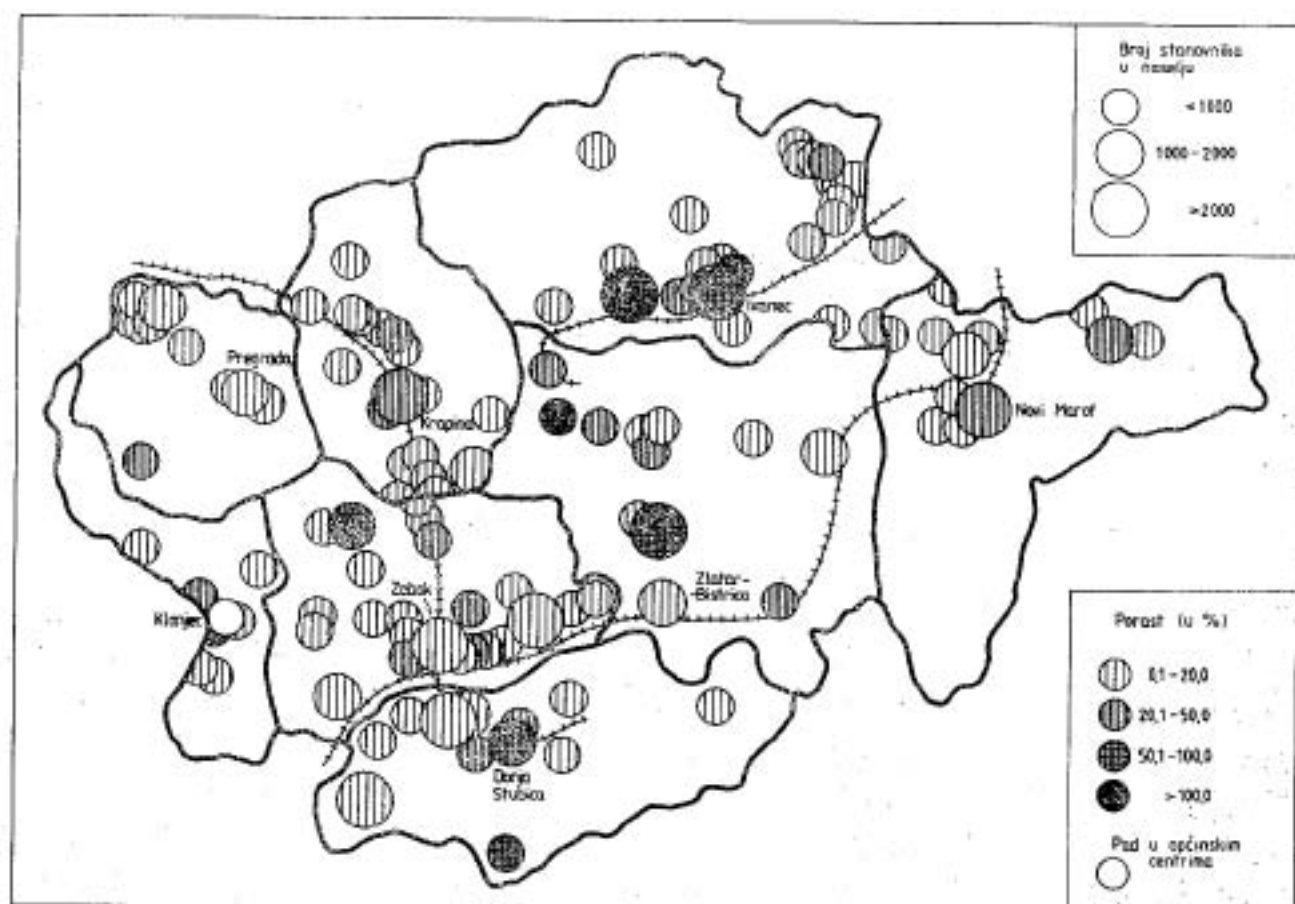 Broj stanovnika
u naselju
<1000
1000-2000
>2000
Ivanec
Pregrada
Krapina
Novi Marof
Zlatar-
-Bistrica
Zabok
Klanjec
Donja
Stubica
Porast (u %)
0,1-20,0
20,1-50,0
50,1-100,0
>100,0
Pad u općinskim
centrima